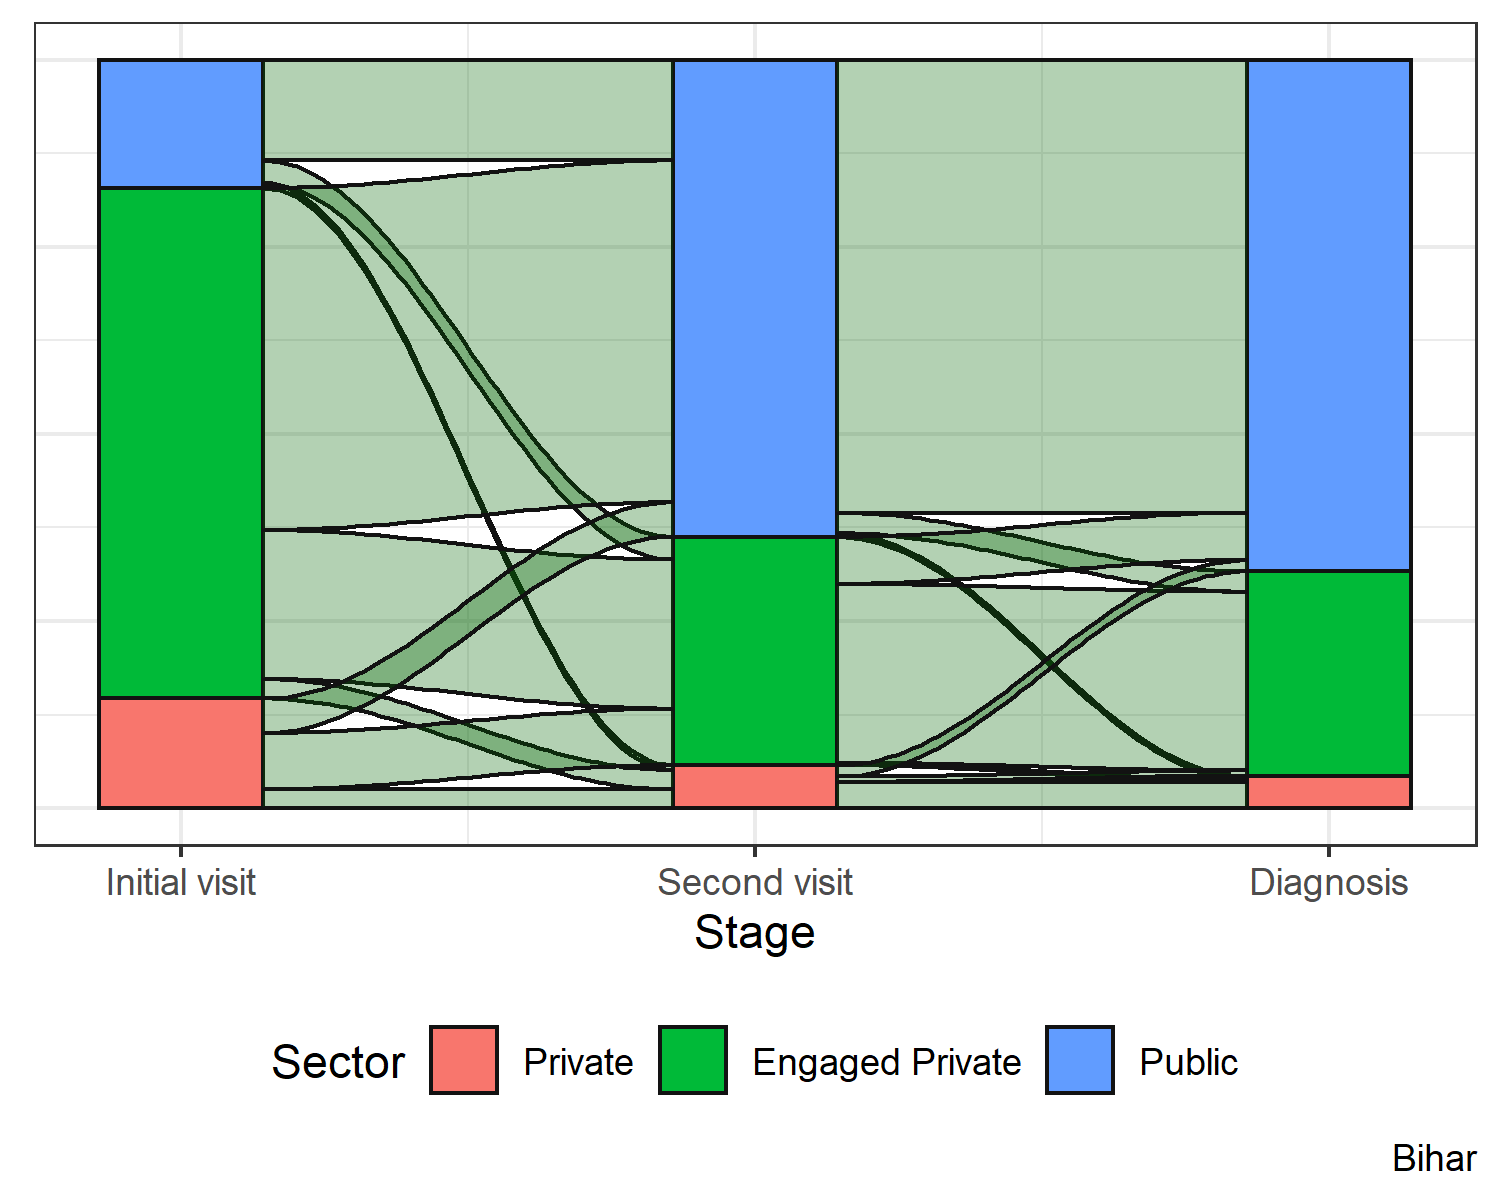 Initial visit Second visit Diagnosis
Stage
Sector Private Engaged Private Public
Bihar